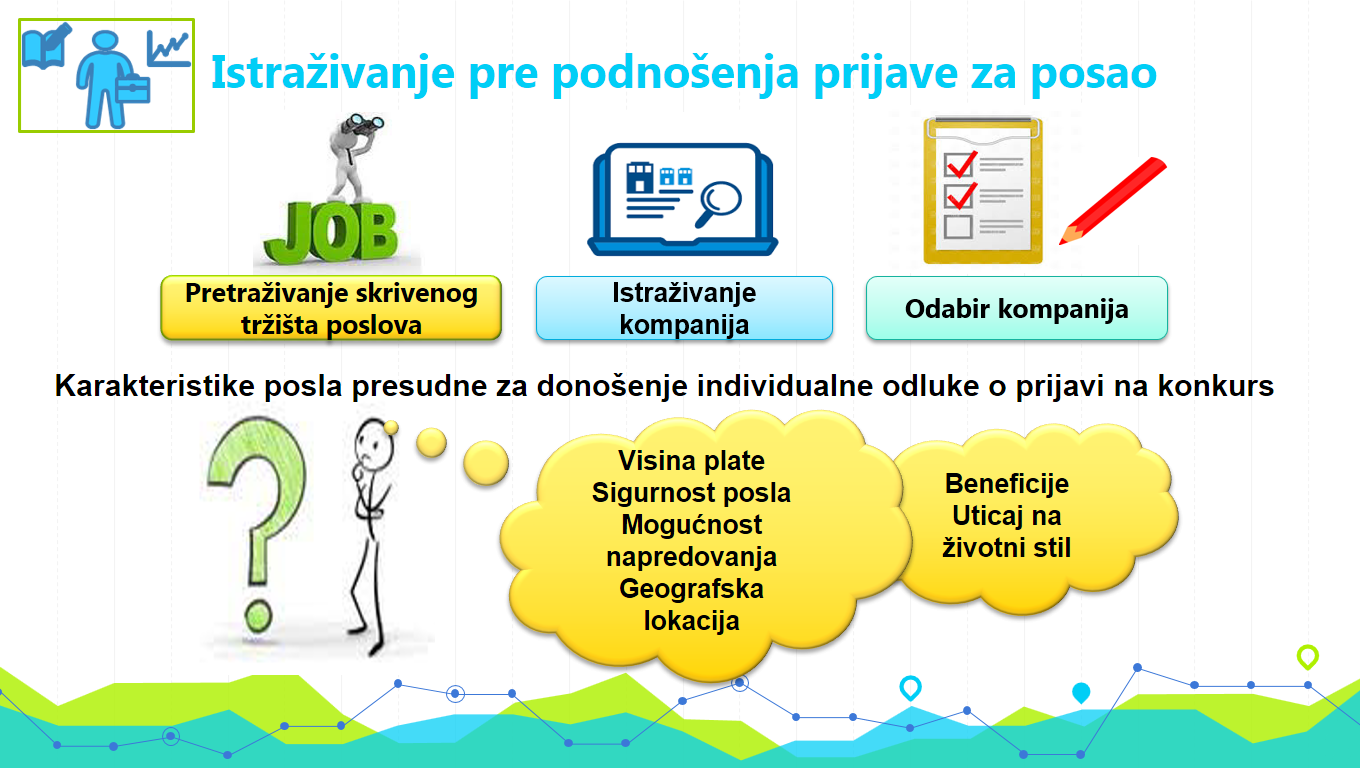 Istraživanje pre podnošenja prijave za posao
JOB
Pretraživanje skrivenog
tržišta poslova
Istraživanje
kompanija
Odabir kompanija
Karakteristike posla presudne za donošenje individualne odluke o prijavi na konkurs
Visina plate
Sigurnost posla
Mogućnost
napredovanja
Geografska
lokacija
Beneficije
Uticaj na
životni stil